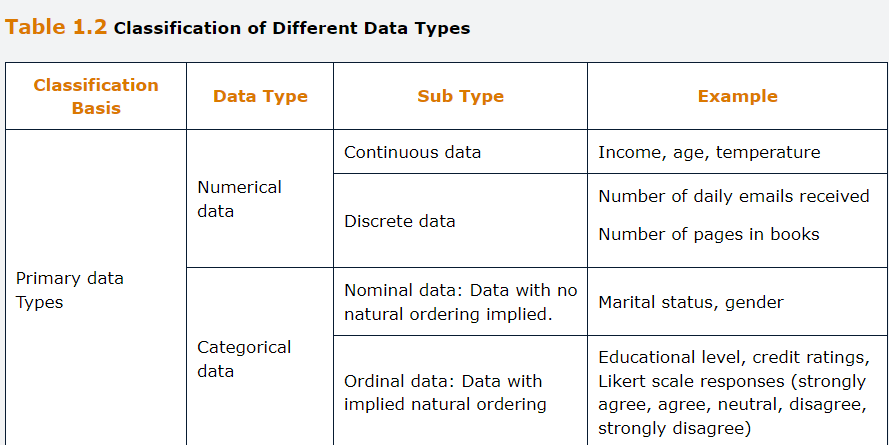 Table 1.2 Classification of Different Data Types
Classification
Basis
Data Type
Sub Type
Example
Primary data
Types
Numerical
data
Continuous data
Income, age, temperature
Discrete data
Number of daily emails received
Number of pages in books
Categorical
data
Nominal data: Data with no
natural ordering implied.
Marital status, gender
Ordinal data: Data with
implied natural ordering
Educational level, credit ratings,
Likert scale responses (strongly
agree, agree, neutral, disagree,
strongly disagree)